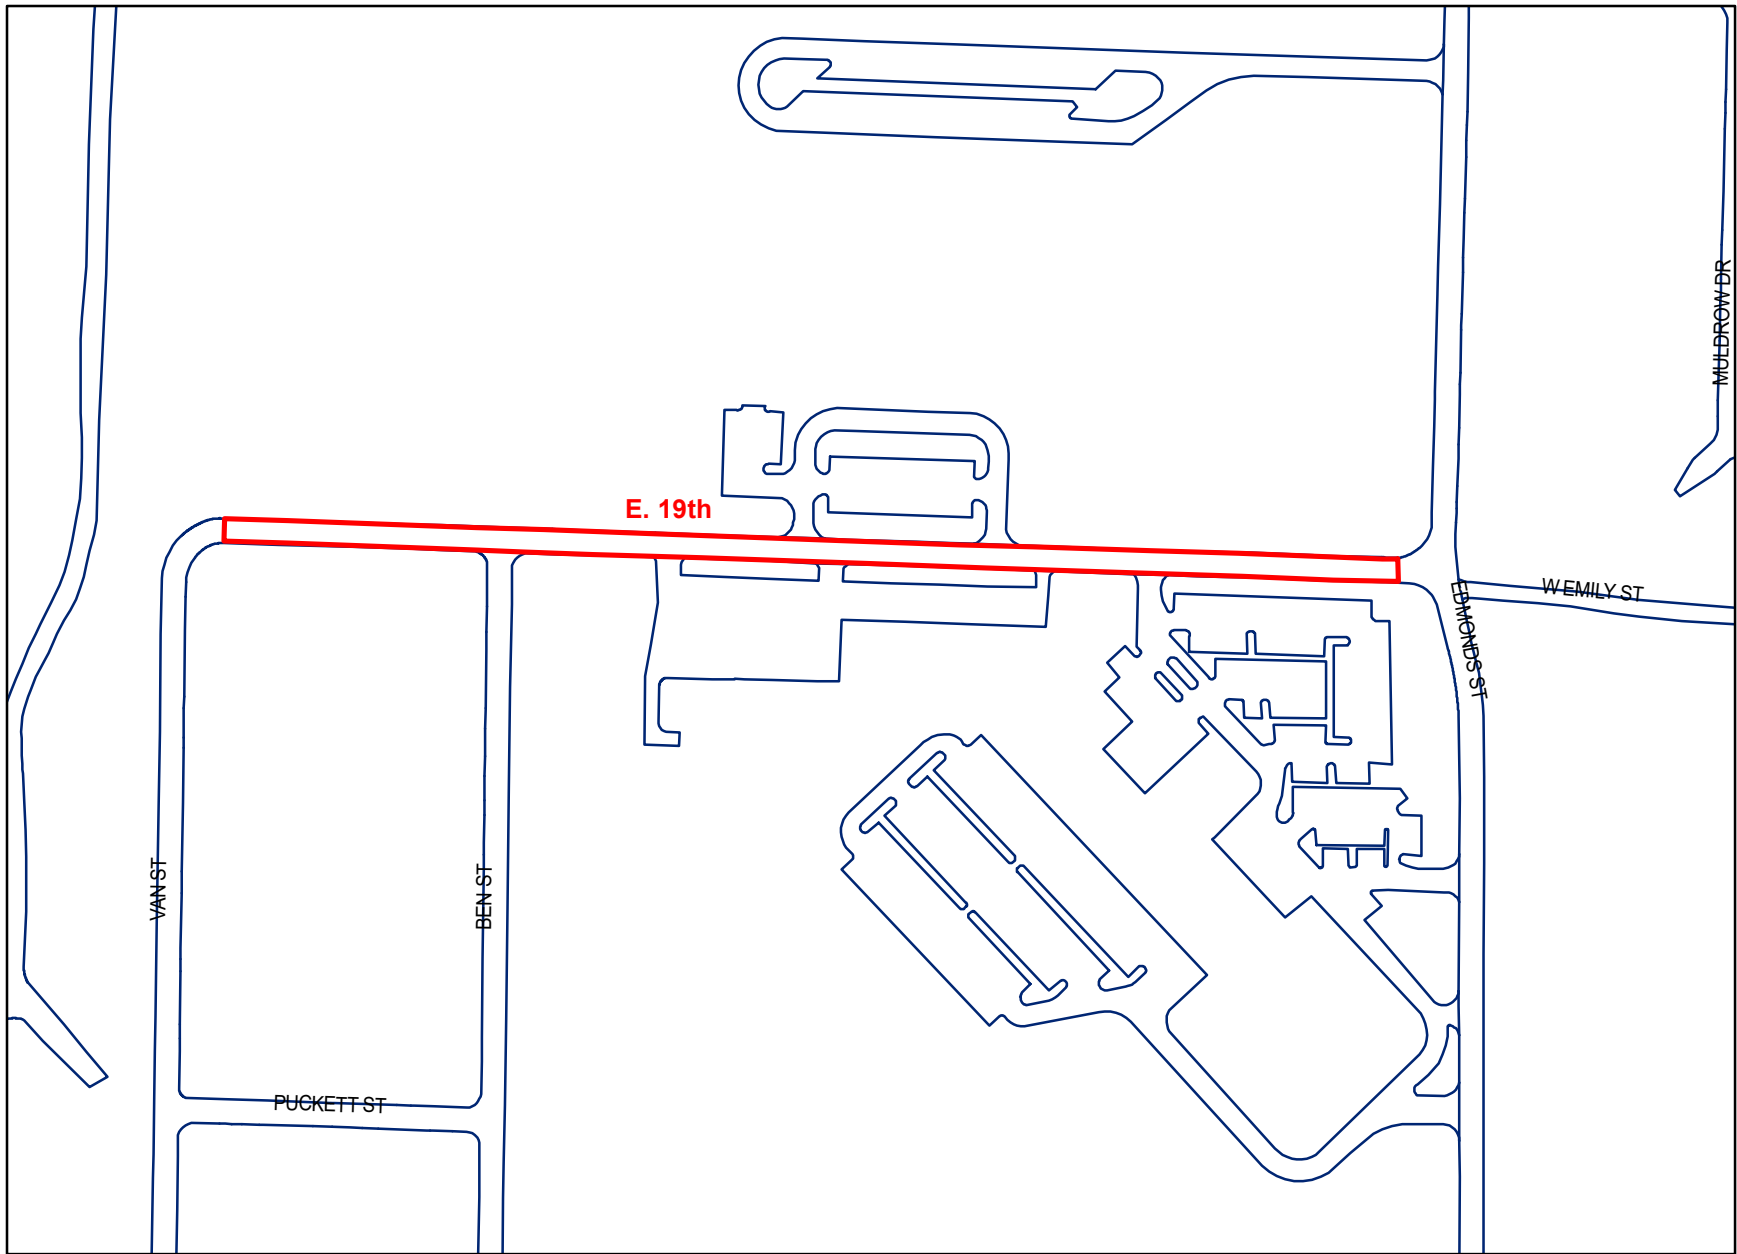 MULDROW DR
E. 19th
W EMILY ST
EDMONDS ST
VAN ST
BEN ST
PUCKETT ST